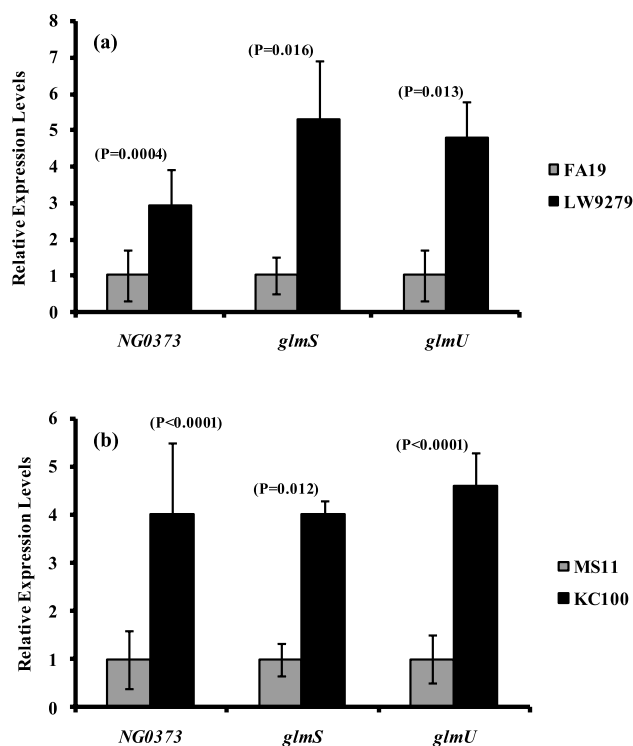 (a)
Relative Expression Levels
8
7
6
5
4
3
2
1
0
(P=0.0004)
(P=0.016)
(P=0.013)
NG0373
glmS
glmU
FA19
LW9279
(b)
Relative Expression Levels
6
5
4
3
2
1
0
(P<0.0001)
(P=0.012)
(P<0.0001)
NG0373
glmS
glmU
MS11
KC100